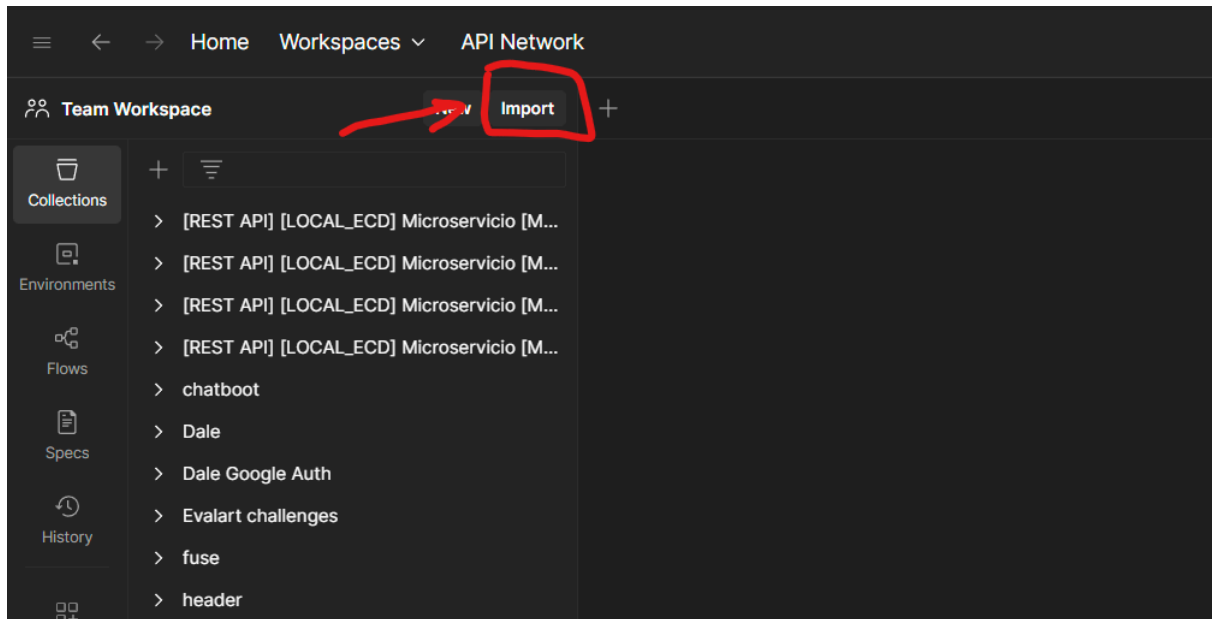 Home Workspaces API Network
Team Workspace New Import
Collections
[REST API] [LOCAL_ECD] Microservicio [M...
Environments
[REST API] [LOCAL_ECD] Microservicio [M...
[REST API] [LOCAL_ECD] Microservicio [M...
Flows
[REST API] [LOCAL_ECD] Microservicio [M...
chatboot
Specs
Dale
Dale Google Auth
History
Evalart challenges
fuse
header